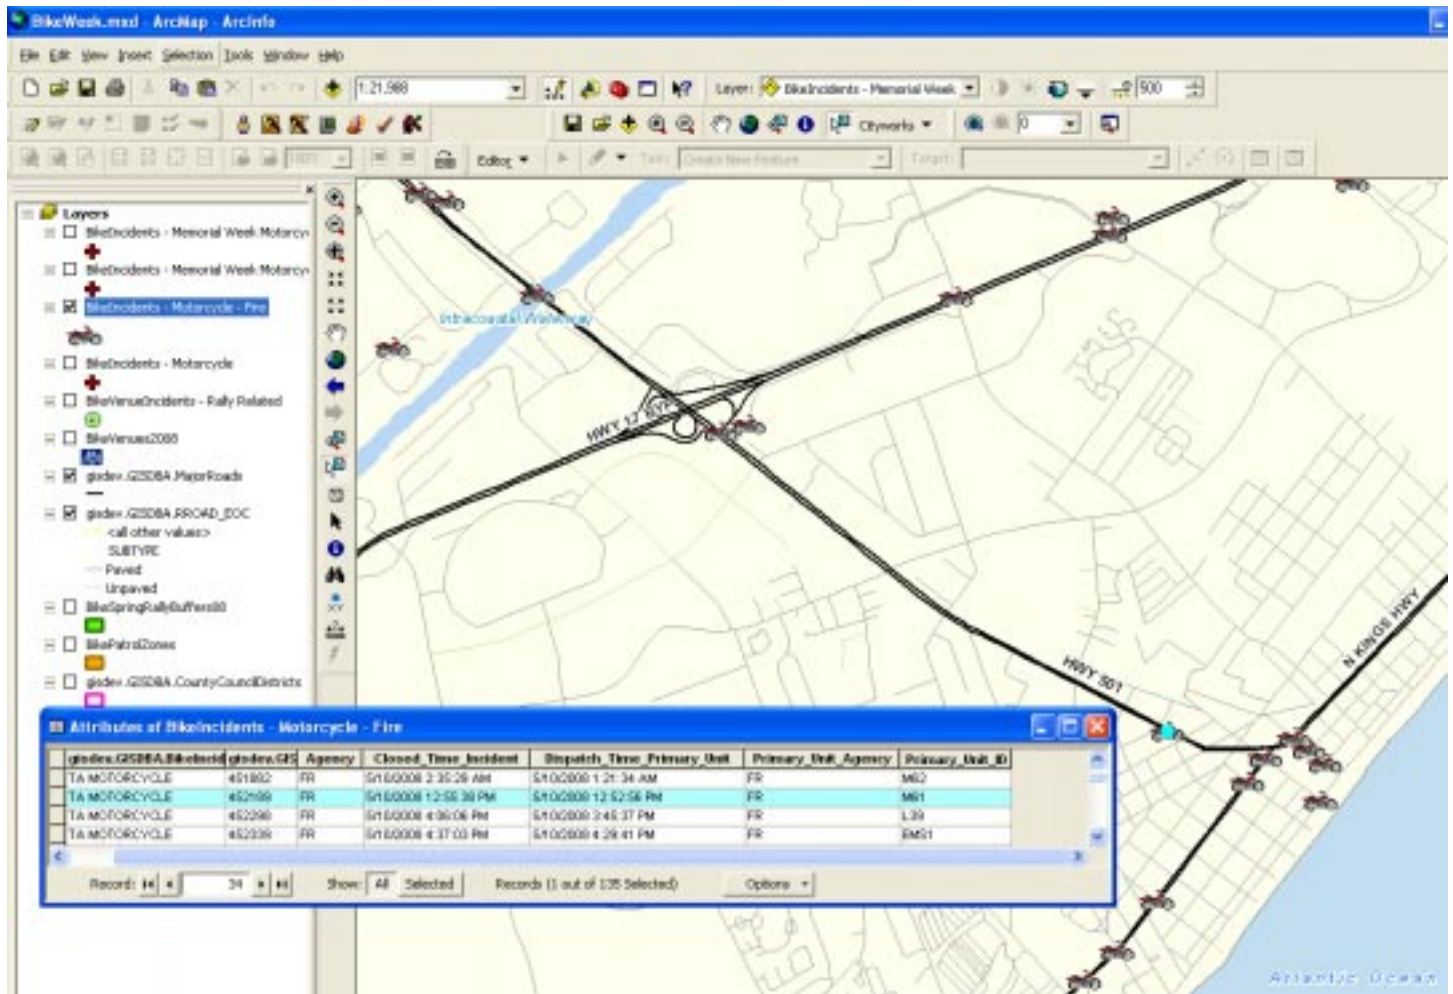 BikeWeek.mxd - ArcMap - ArcInfo
File Edit View Insert Selection Tools Window Help
1:21,988
Layer: BikeIncidents - Memorial Week
500
Cityworks
0
100%
Editor
Task: Create New Feature
Target:
Layers
BikeIncidents - Memorial Week Motorcy
BikeIncidents - Memorial Week Motorcy
BikeIncidents - Motorcycle - Fire
BikeIncidents - Motorcycle
BikeVenueIncidents - Rally Related
BikeVenues2008
gisdev.GISDBA.MajorRoads
gisdev.GISDBA.RROAD_EOC
<all other values>
SUBTYPE
Paved
Unpaved
BikeSpringRallyBuffers08
BikePatrolZones
gisdev.GISDBA.CountyCouncilDistricts
Intracoastal Waterway
HWY 17 BYP
HWY 501
N KINGS HWY
Atlantic Ocean
Attributes of BikeIncidents - Motorcycle - Fire
gisdev.GISDBA.BikeIncid gisdev.GIS Agency Closed_Time_Incident Dispatch_Time_Primary_Unit Primary_Unit_Agency Primary_Unit_ID
TA MOTORCYCLE 451882 FR 5/10/2008 2:35:29 AM 5/10/2008 1:21:34 AM FR M62
TA MOTORCYCLE 452189 FR 5/10/2008 12:55:38 PM 5/10/2008 12:52:56 PM FR M61
TA MOTORCYCLE 452298 FR 5/10/2008 4:06:06 PM 5/10/2008 3:45:37 PM FR L39
TA MOTORCYCLE 452339 FR 5/10/2008 4:37:03 PM 5/10/2008 4:29:41 PM FR EMS1
Record: 34 Show: All Selected Records (1 out of 135 Selected) Options